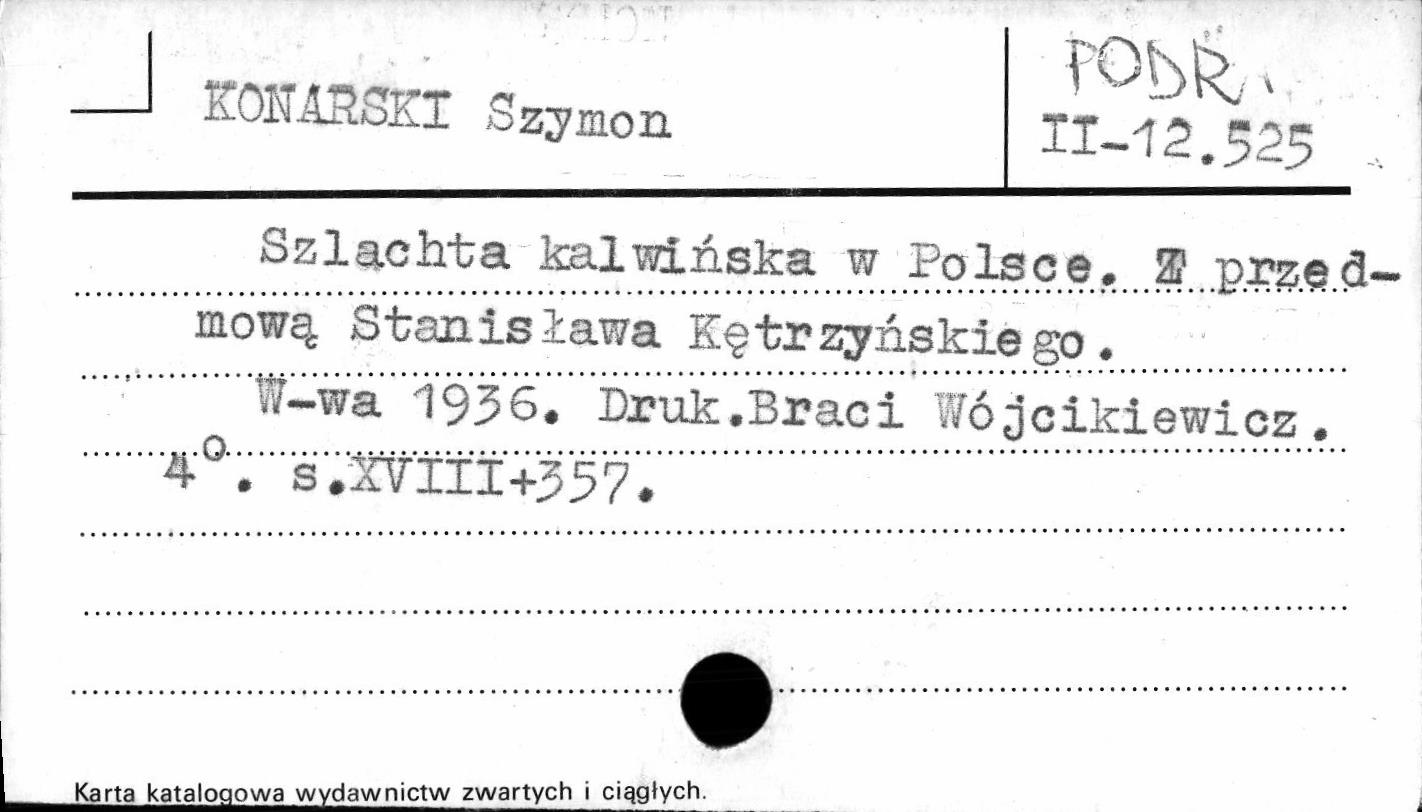 KONARSKI Szymon
PODR.
II-12.525
Szlachta kalwińska w Polsce. Z przed-
mową Stanisława Kętrzyńskiego.
W-wa 1936. Druk.Braci Wójcikiewicz.
4°. s.XVIII+357.
Karta katalogowa wydawnictw zwartych i ciągłych.